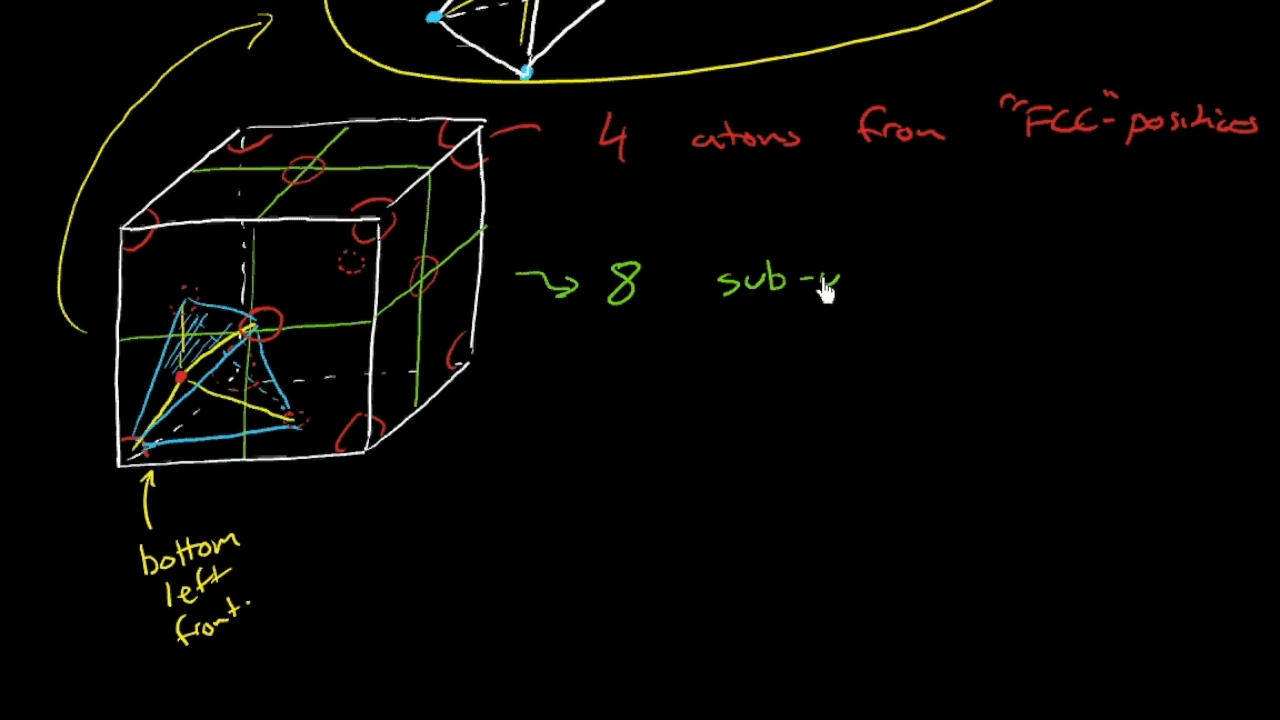 4 atoms from "FCC"-positions
→ 8 sub-
bottom
left
front.